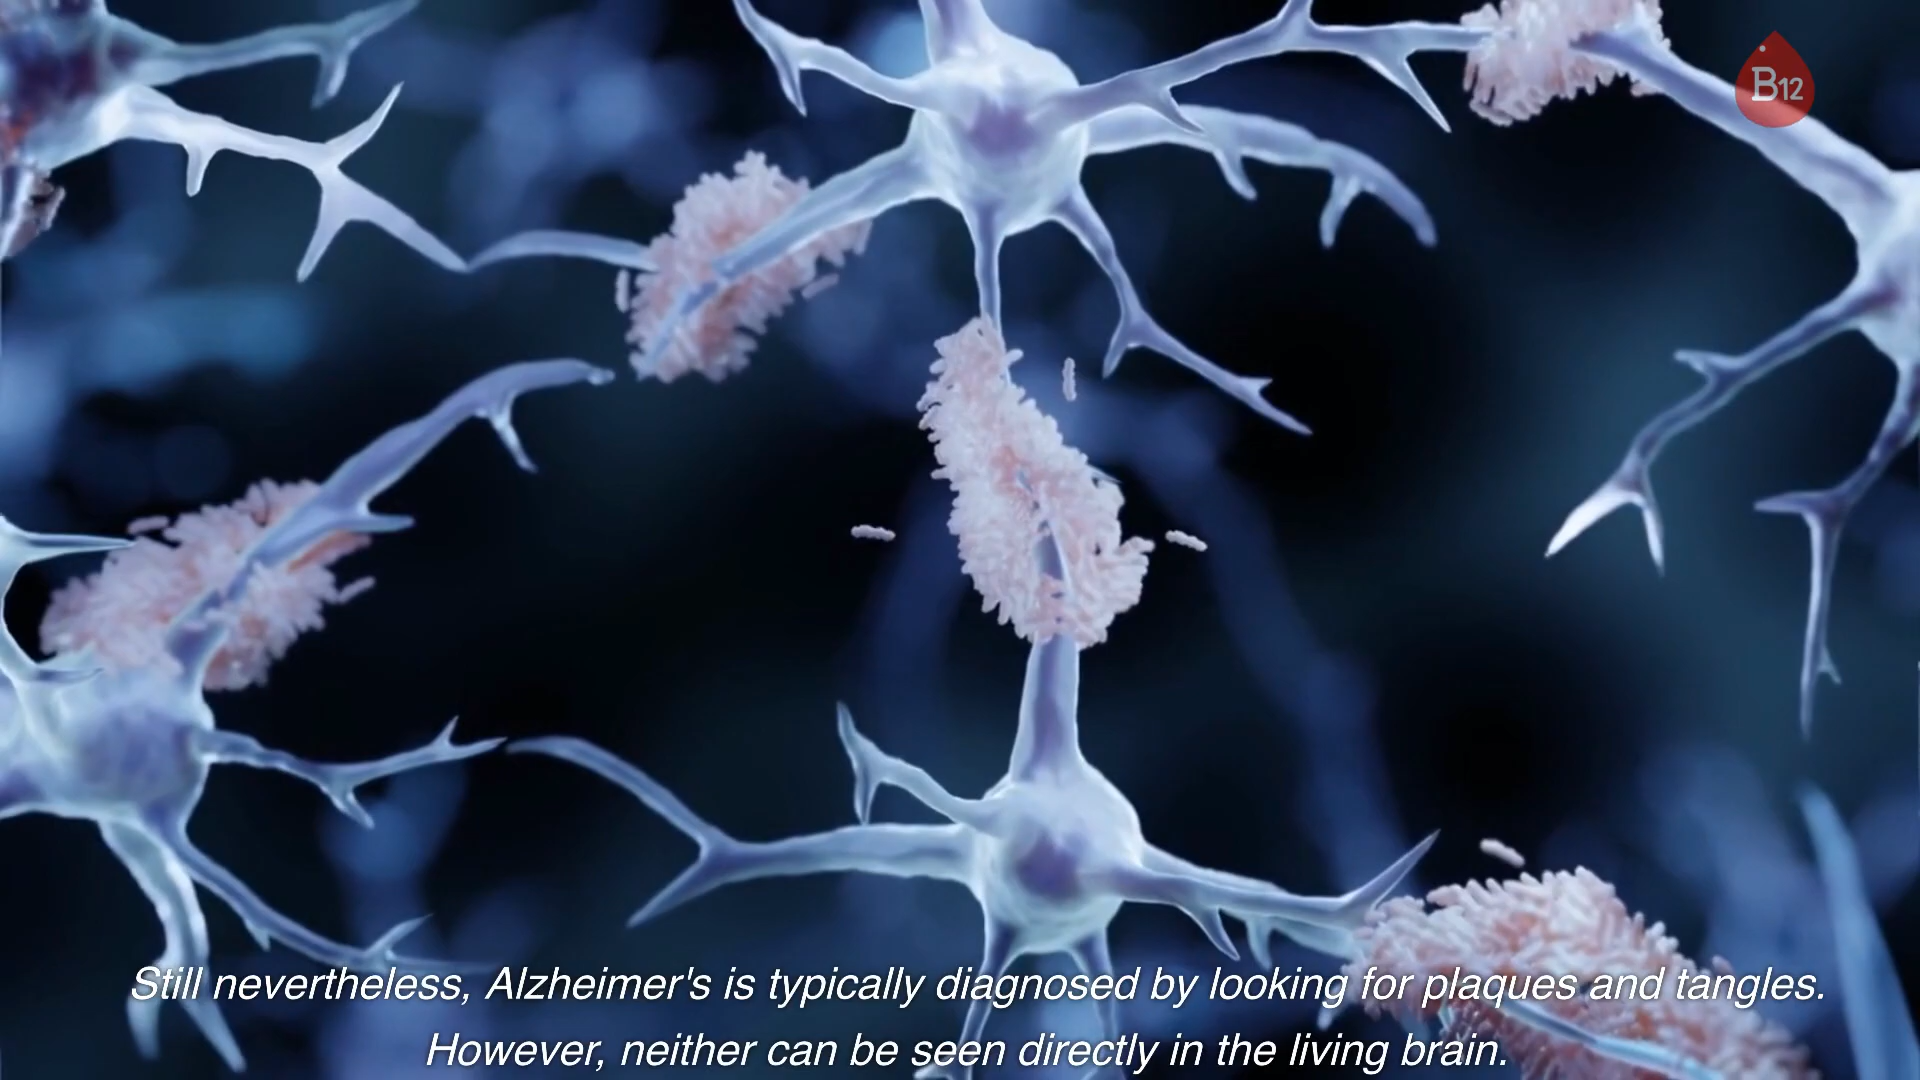 B12
Still nevertheless, Alzheimer's is typically diagnosed by looking for plaques and tangles.
However, neither can be seen directly in the living brain.